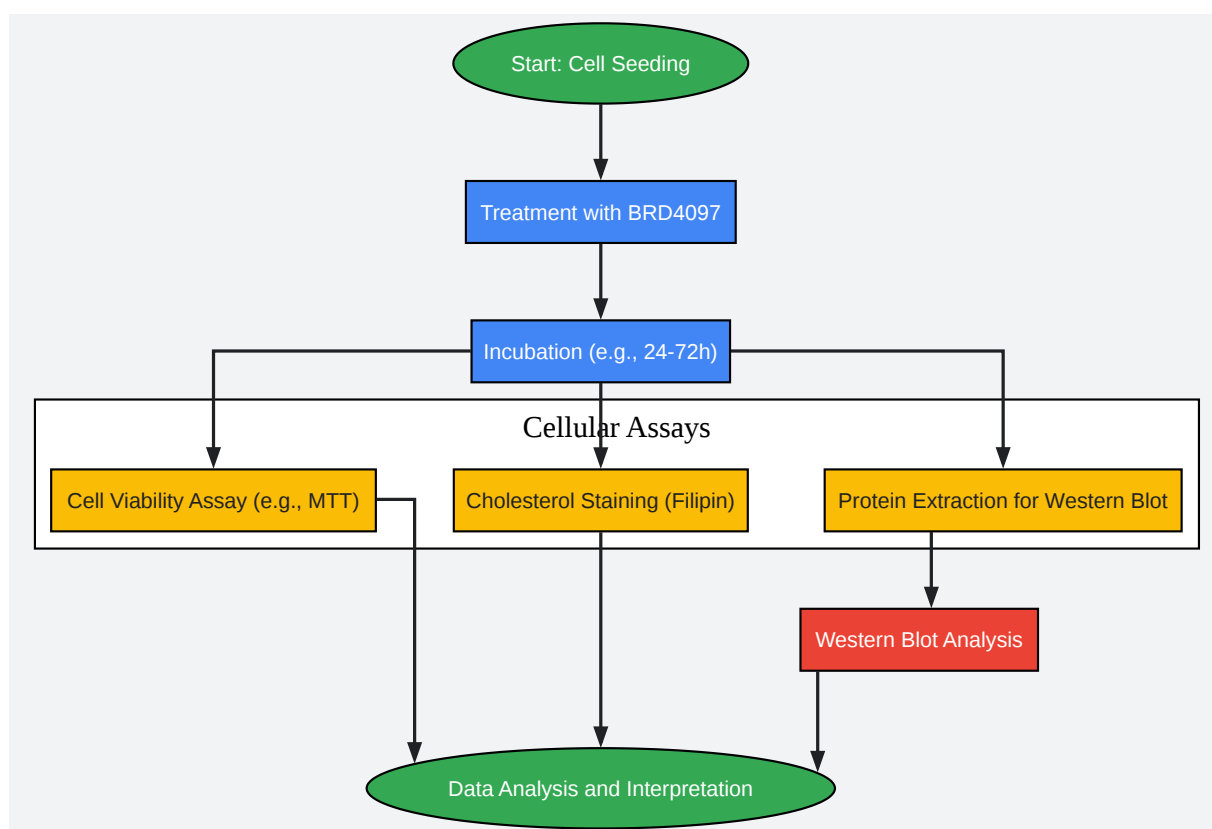 Start: Cell Seeding
Treatment with BRD4097
Incubation (e.g., 24-72h)
Cellular Assays
Cell Viability Assay (e.g., MTT)
Cholesterol Staining (Filipin)
Protein Extraction for Western Blot
Western Blot Analysis
Data Analysis and Interpretation